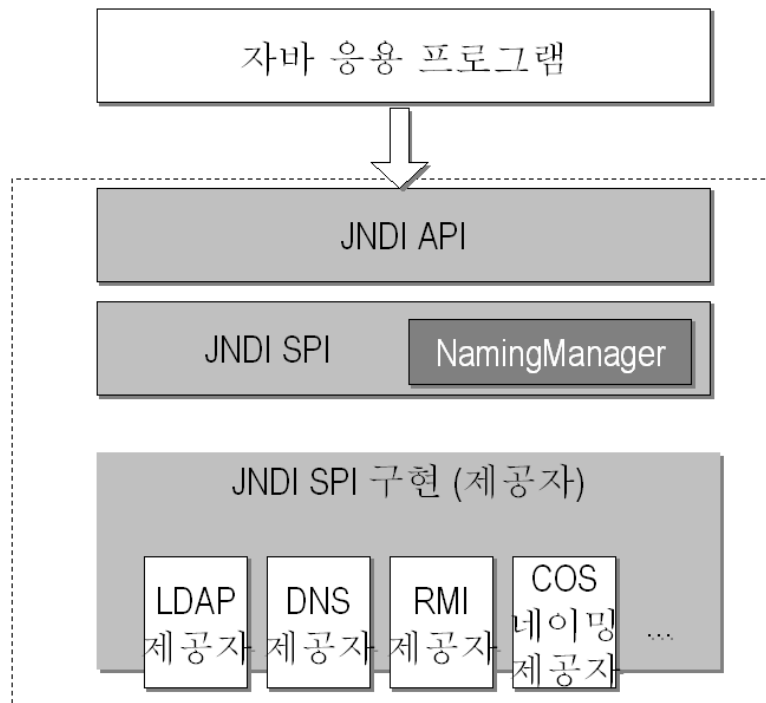 자바 응용 프로그램
JNDI API
JNDI SPI
NamingManager
JNDI SPI 구현 (제공자)
LDAP
제공자
DNS
제공자
RMI
제공자
COS
네이밍
제공자
...